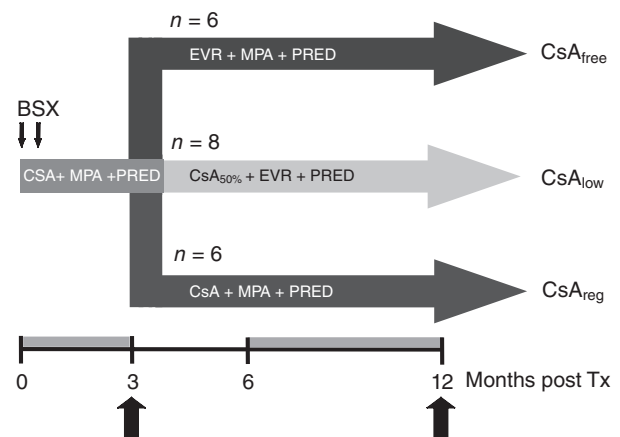 n = 6
EVR + MPA + PRED
CsAfree
BSX
n = 8
CSA+ MPA +PRED
CsA50% + EVR + PRED
CsAlow
n = 6
CsA + MPA + PRED
CsAreg
0 3 6 12 Months post Tx